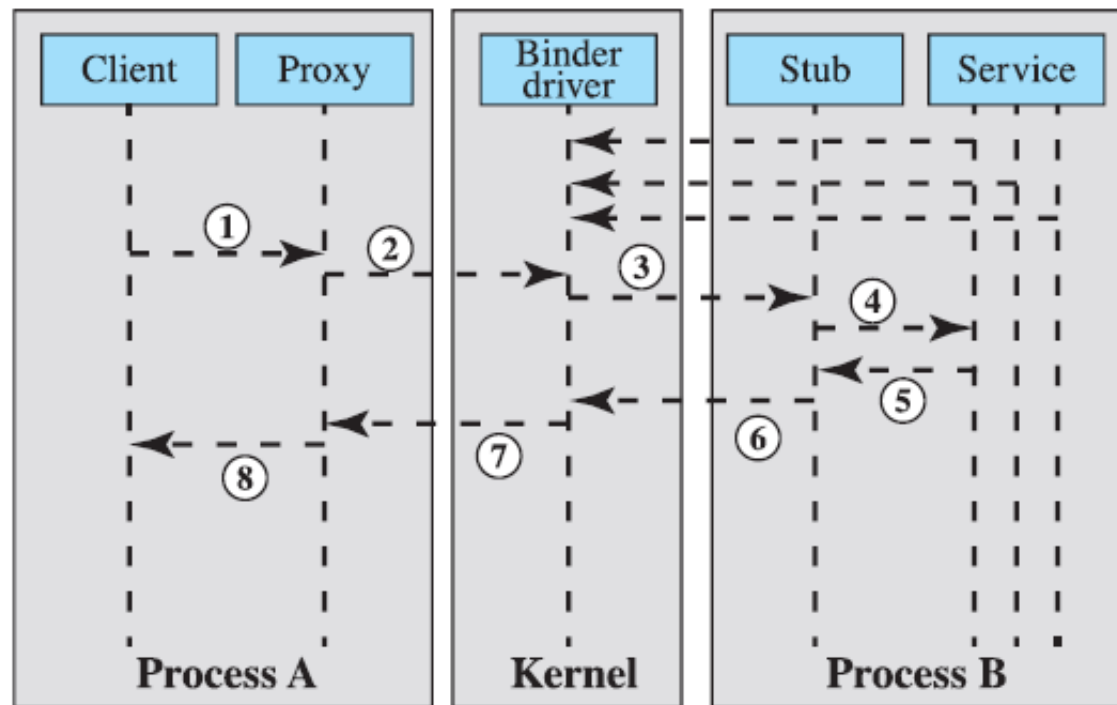 Client
Proxy
Binder
driver
Stub
Service
1
2
3
4
5
6
7
8
Process A
Kernel
Process B